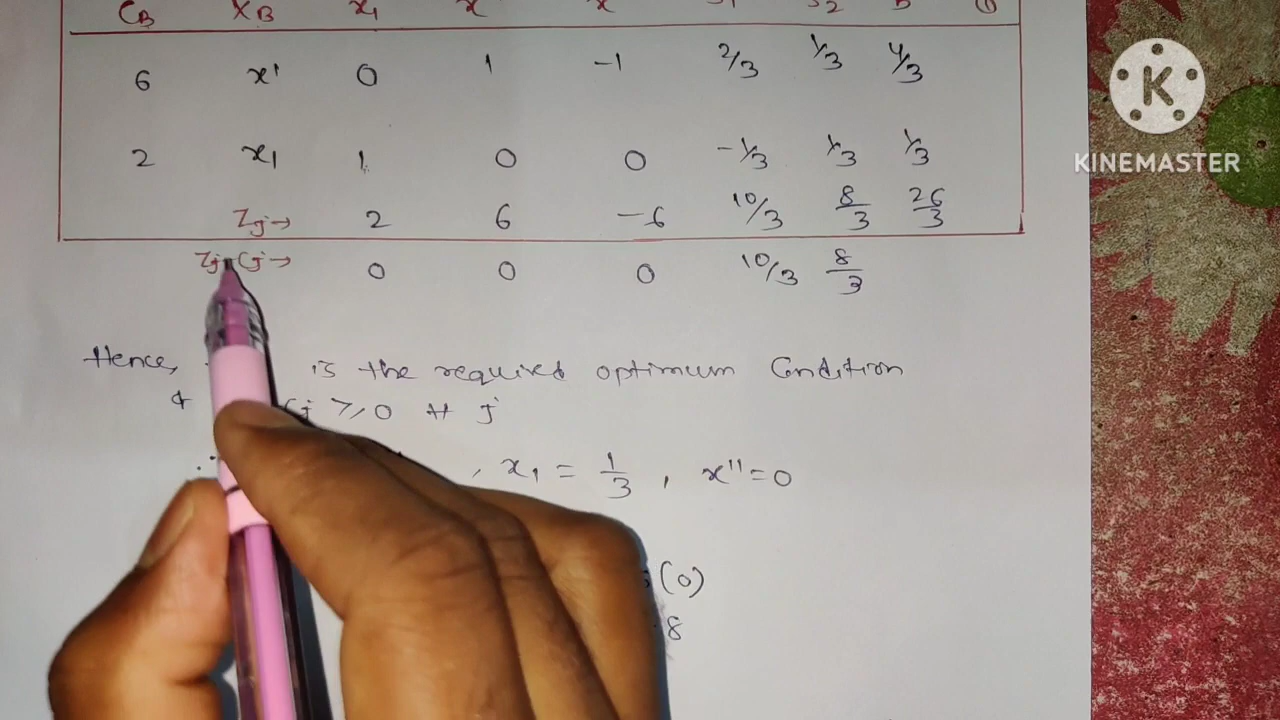 CB XB x1 x x S1 S2 B
6 x' 0 1 -1 2/3 1/3 4/3
2 x1 1 0 0 -1/3 1/3 1/3
Zj→ 2 6 -6 10/3 8/3 26/3
Zj-Cj→ 0 0 0 10/3 8/3
Hence, is the required optimum Condition
& Cj ≥0 ∀ j
∴ , x1 = 1/3 , x"=0
(0)
8
KINEMASTER